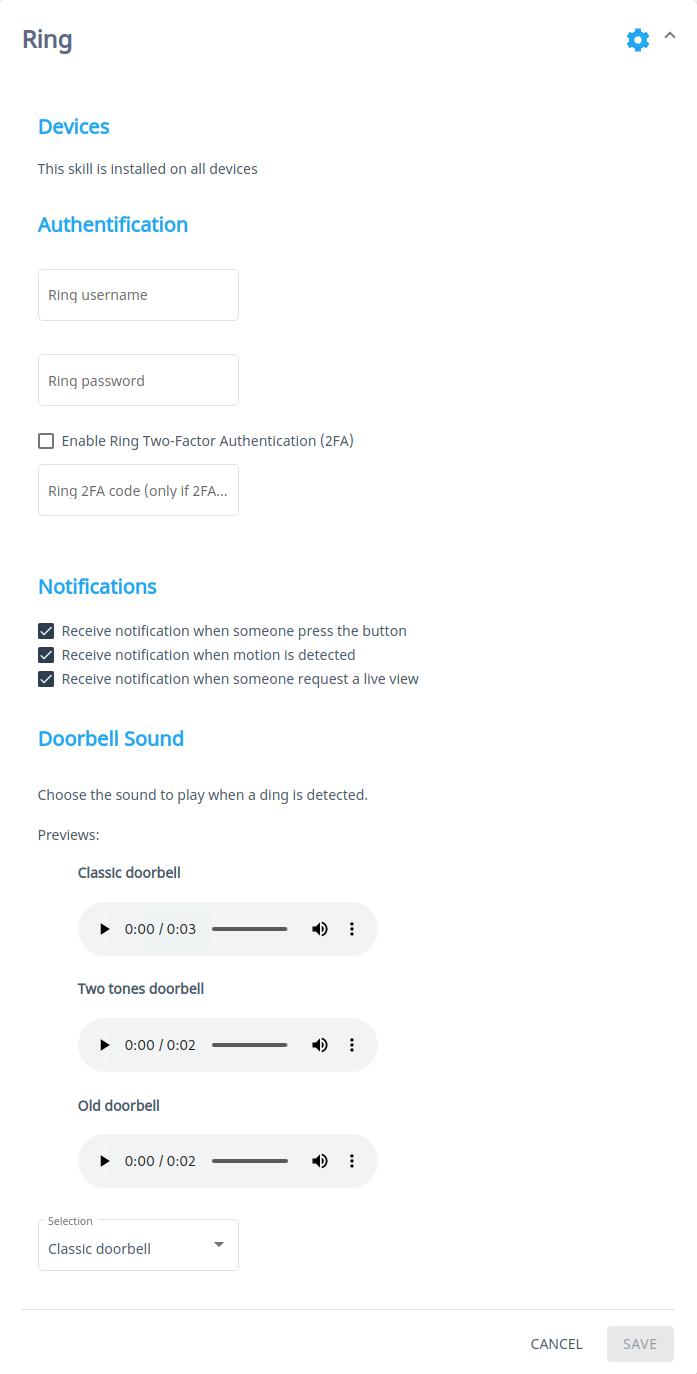 Ring
Devices
This skill is installed on all devices
Authentification
Ring username
Ring password
Enable Ring Two-Factor Authentication (2FA)
Ring 2FA code (only if 2FA...
Notifications
Receive notification when someone press the button
Receive notification when motion is detected
Receive notification when someone request a live view
Doorbell Sound
Choose the sound to play when a ding is detected.
Previews:
Classic doorbell
0:00 / 0:03
Two tones doorbell
0:00 / 0:02
Old doorbell
0:00 / 0:02
Selection
Classic doorbell
CANCEL SAVE